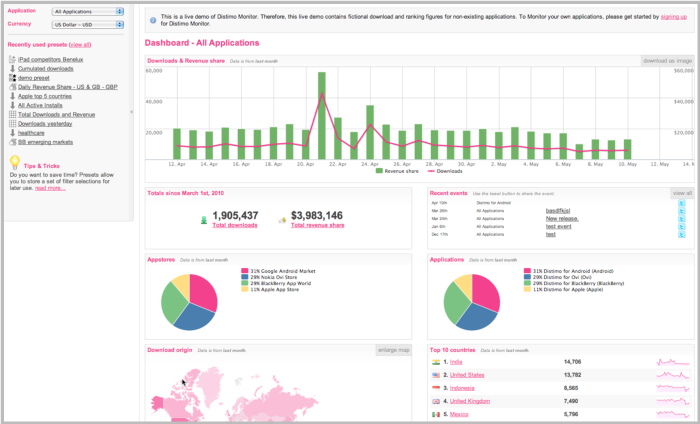 Application
All Applications
Currency
US Dollar - USD
Recently used presets (view all)
iPad competitors Benelux
Cumulated downloads
demo preset
Daily Revenue Share - US & GB - GBP
Apple top 5 countries
All Active Installs
Total Downloads and Revenue
Downloads yesterday
healthcare
BB emerging markets
Tips & Tricks
Do you want to save time? Presets allow
you to store a set of filter selections for
later use. read more...
This is a live demo of Distimo Monitor. Therefore, this live demo contains fictional download and ranking figures for non-existing applications. To Monitor your own applications, please get started by signing up
for Distimo Monitor.
Dashboard - All Applications
Downloads & Revenue share Data is from last month
download as image
60,000 $60,000
40,000 $40,000
20,000 $20,000
12. Apr 14. Apr 16. Apr 18. Apr 20. Apr 22. Apr 24. Apr 26. Apr 28. Apr 30. Apr 2. May 4. May 6. May 8. May 10. May 12. May 14. M
Revenue share Downloads
Totals since March 1st, 2010
1,905,437 $3,983,146
Total downloads Total revenue share
Recent events Use the tweet button to share the event.
view all
Apr 13th Distimo for Android
Mar 26th All Applications basdfkjsl
Mar 24th All Applications New release.
Jan 6th All Applications test event
Dec 17th All Applications test
Appstores Data is from last month
31% Google Android Market
29% Nokia Ovi Store
29% BlackBerry App World
11% Apple App Store
Applications Data is from last month
31% Distimo for Android (Android)
29% Distimo for Ovi (Ovi)
29% Distimo for BlackBerry (BlackBerry)
11% Distimo for Apple (Apple)
Download origin Data is from last month
enlarge map
Top 10 countries Data is from last month
1. India 14,706
2. United States 13,782
3. Indonesia 8,565
4. United Kingdom 7,490
5. Mexico 5,796